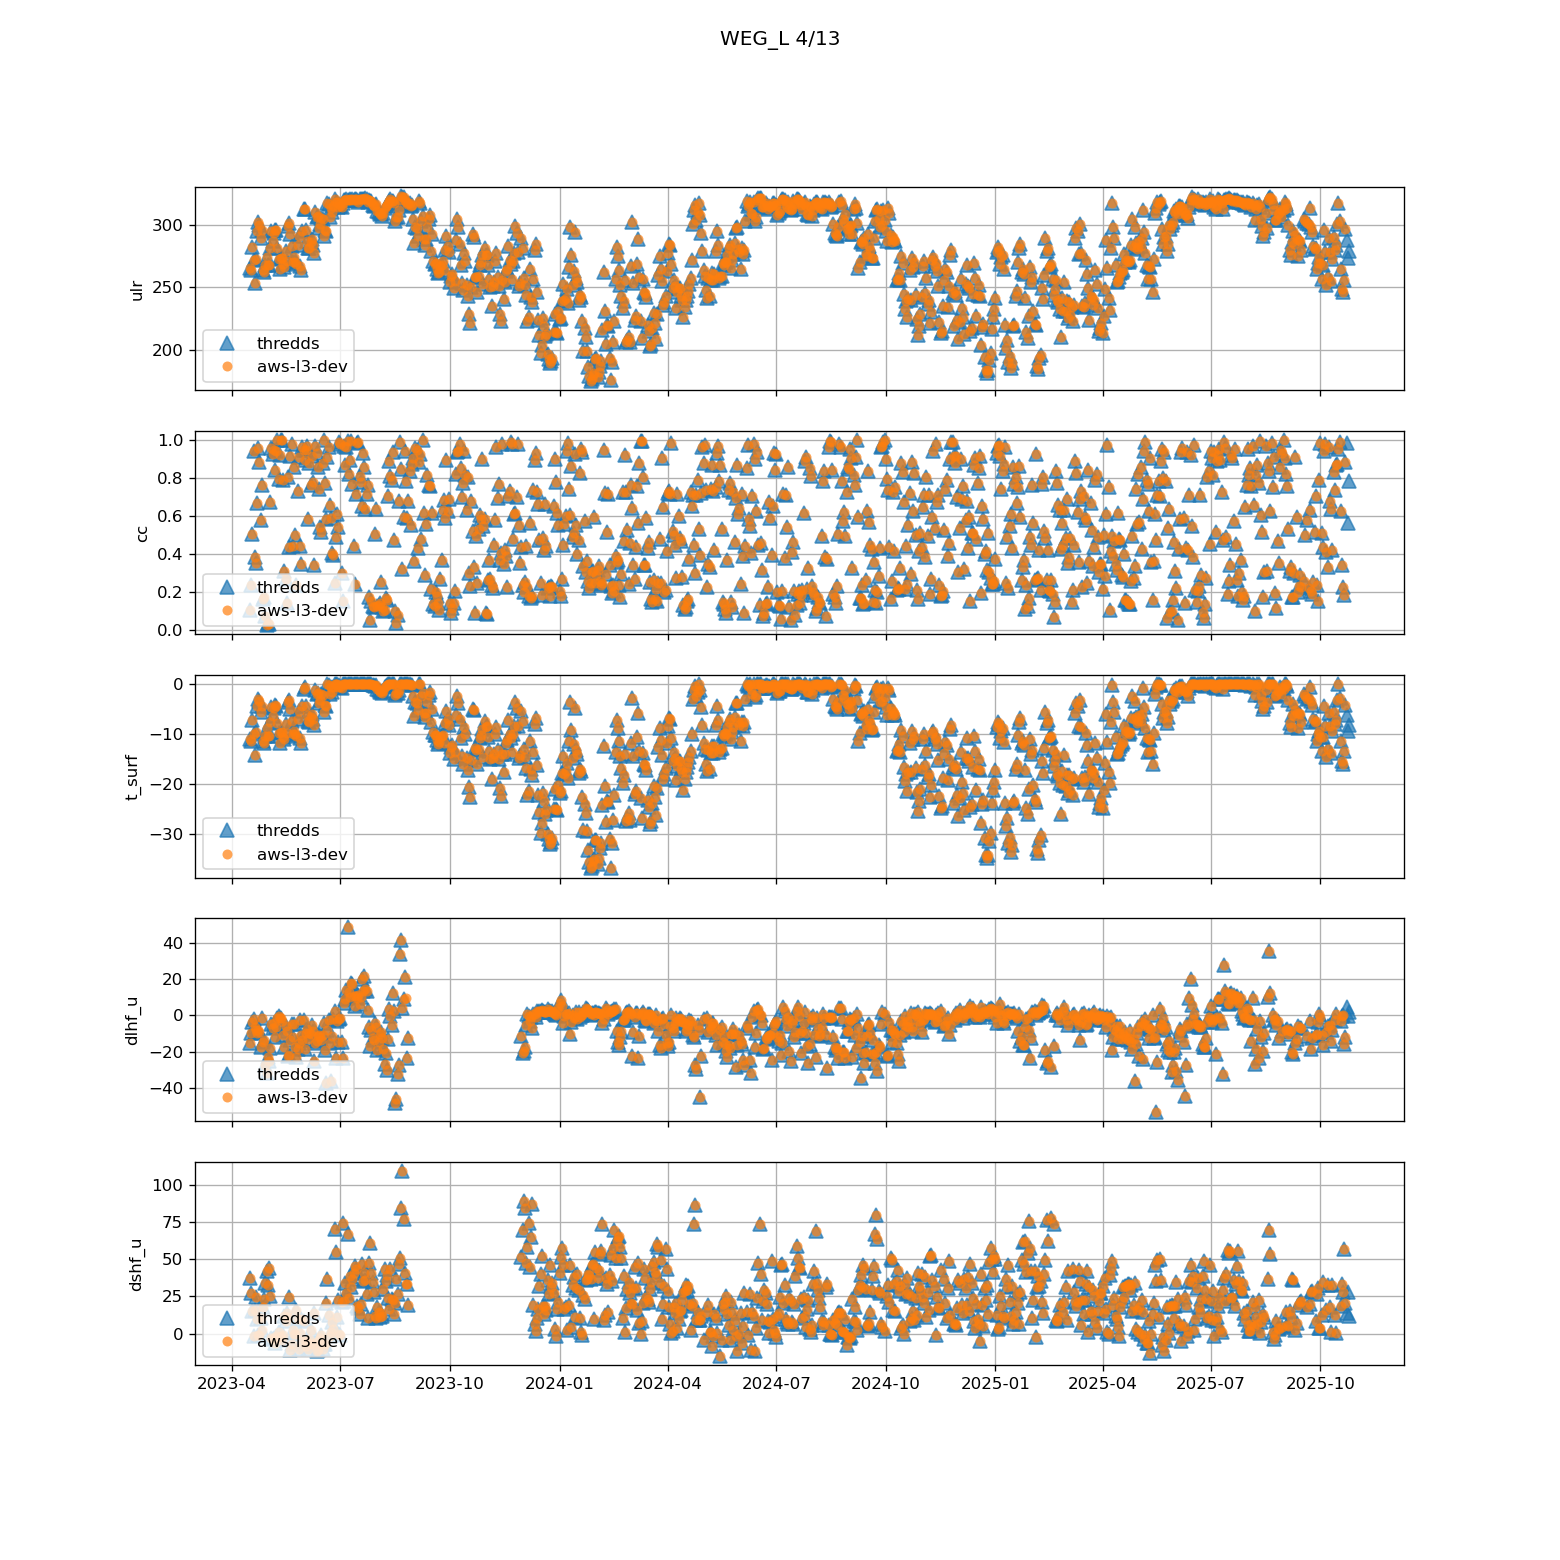 WEG_L 4/13
300
250
200
ulr
thredds
aws-l3-dev
1.0
0.8
0.6
0.4
0.2
0.0
cc
thredds
aws-l3-dev
0
−10
−20
−30
t_surf
thredds
aws-l3-dev
40
20
0
−20
−40
dlhf_u
thredds
aws-l3-dev
100
75
50
25
0
dshf_u
thredds
aws-l3-dev
2023-04 2023-07 2023-10 2024-01 2024-04 2024-07 2024-10 2025-01 2025-04 2025-07 2025-10